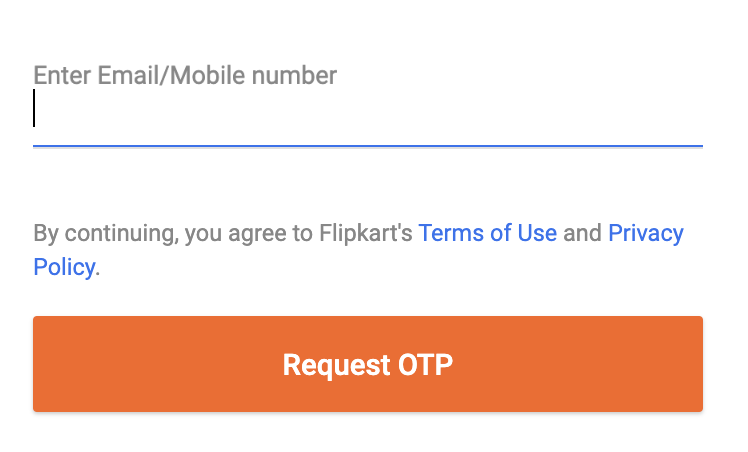 Enter Email/Mobile number
By continuing, you agree to Flipkart's Terms of Use and Privacy
Policy.
Request OTP